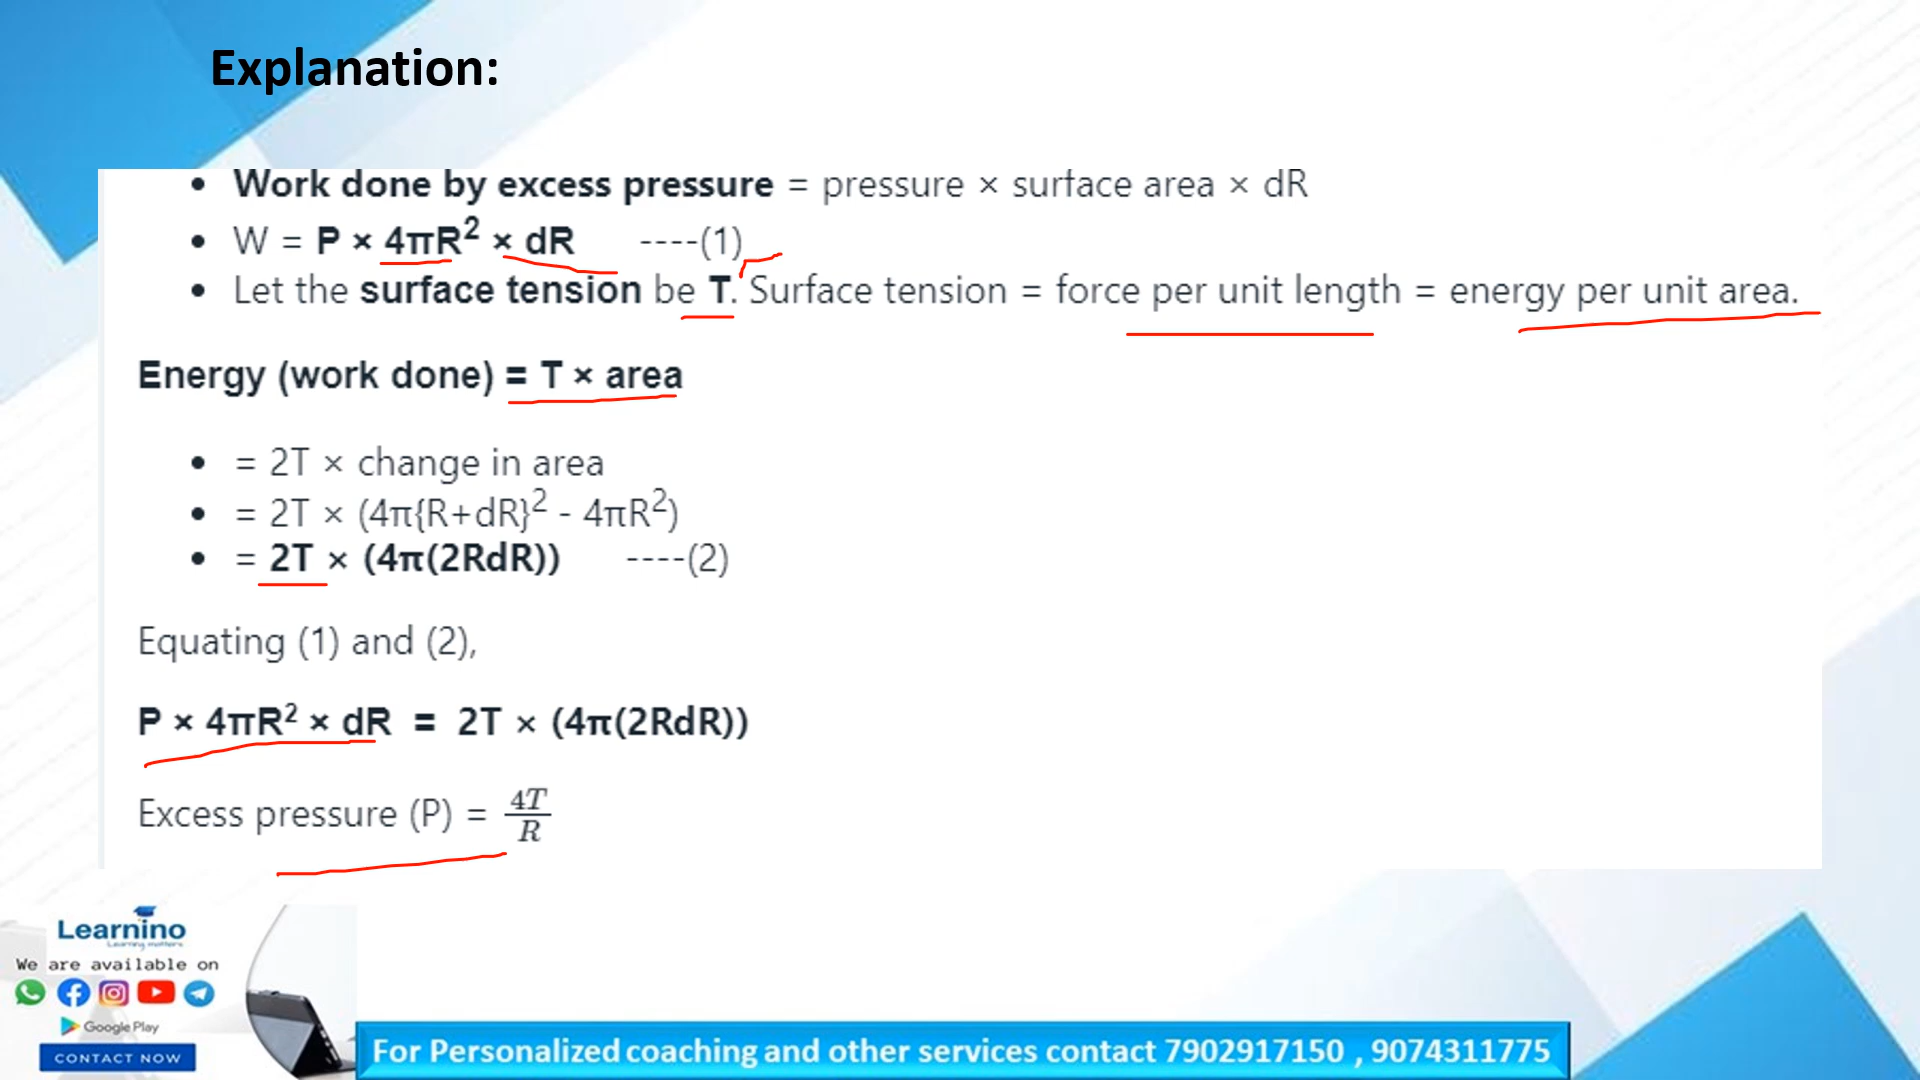 Explanation:
• Work done by excess pressure = pressure × surface area × dR
• W = P × 4πR² × dR ----(1)
• Let the surface tension be T. Surface tension = force per unit length = energy per unit area.
Energy (work done) = T × area
• = 2T × change in area
• = 2T × (4π{R+dR}² - 4πR²)
• = 2T × (4π(2RdR)) ----(2)
Equating (1) and (2),
P × 4πR² × dR = 2T × (4π(2RdR))
Excess pressure (P) = 4T/R
Learnino
Learning matters
We are available on
Google Play
CONTACT NOW
For Personalized coaching and other services contact 7902917150 , 9074311775